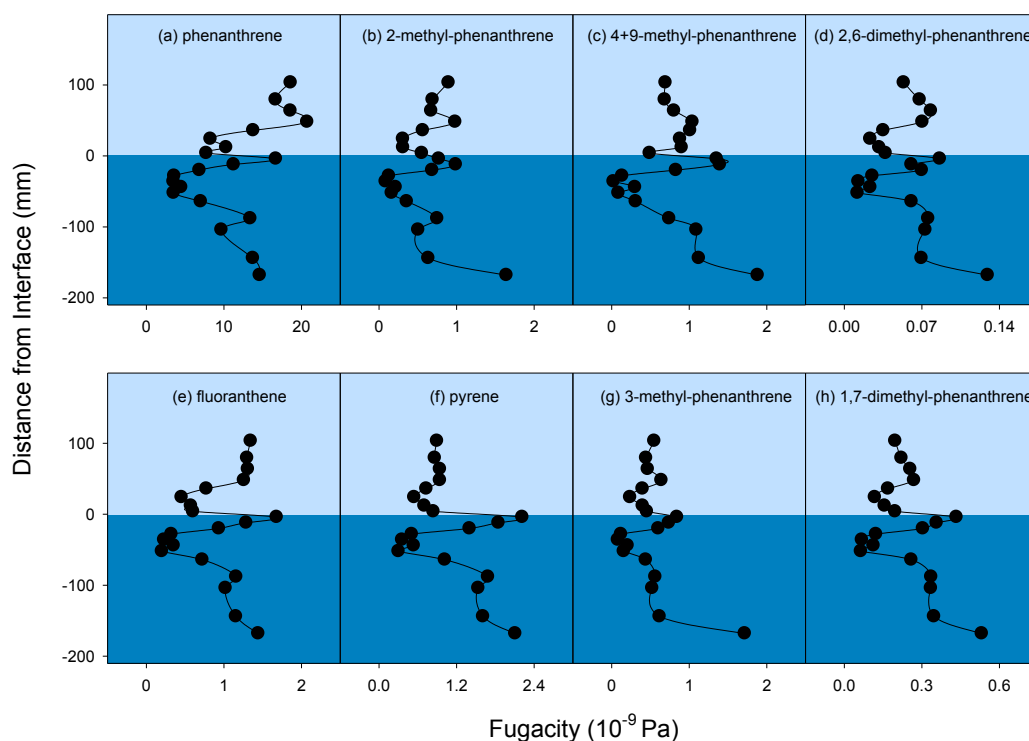 (a) phenanthrene
(b) 2-methyl-phenanthrene
(c) 4+9-methyl-phenanthrene
(d) 2,6-dimethyl-phenanthrene
100
0
-100
-200
0 10 20
0 1 2
0 1 2
0.00 0.07 0.14
Distance from Interface (mm)
(e) fluoranthene
(f) pyrene
(g) 3-methyl-phenanthrene
(h) 1,7-dimethyl-phenanthrene
100
0
-100
-200
0 1 2
0.0 1.2 2.4
0 1 2
0.0 0.3 0.6
Fugacity (10⁻⁹ Pa)